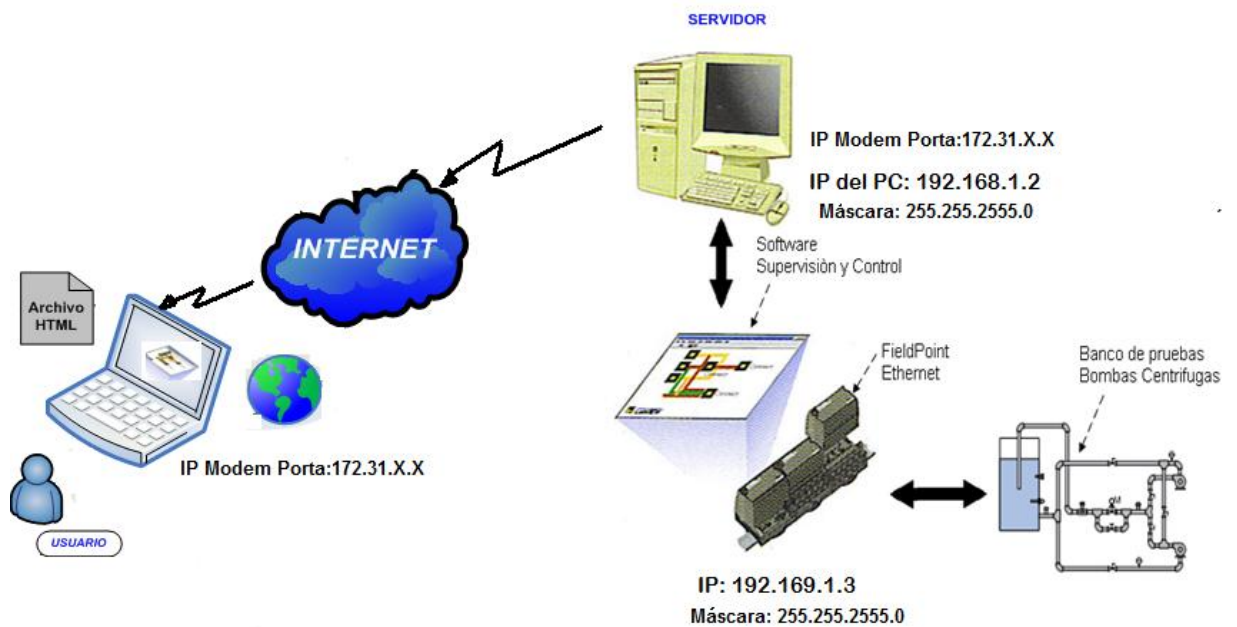 SERVIDOR
IP Modem Porta:172.31.X.X
IP del PC: 192.168.1.2
Máscara: 255.255.2555.0
INTERNET
Software
Supervisiòn y Control
Archivo
HTML
FieldPoint
Ethernet
Banco de pruebas
Bombas Centrifugas
IP Modem Porta:172.31.X.X
USUARIO
IP: 192.169.1.3
Máscara: 255.255.2555.0